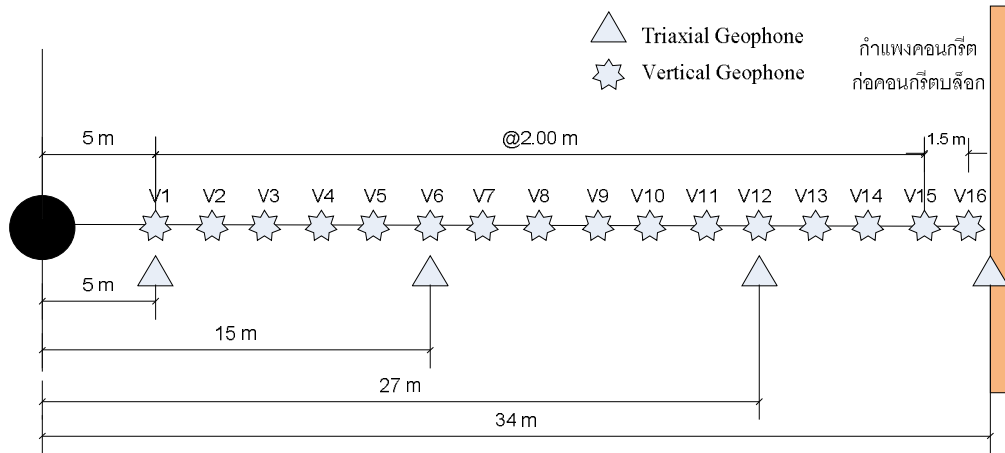 Triaxial Geophone
Vertical Geophone
กำแพงคอนกรีต
ก่อคอนกรีตบล็อก
5 m
@2.00 m
1.5 m
V1 V2 V3 V4 V5 V6 V7 V8 V9 V10 V11 V12 V13 V14 V15 V16
5 m
15 m
27 m
34 m